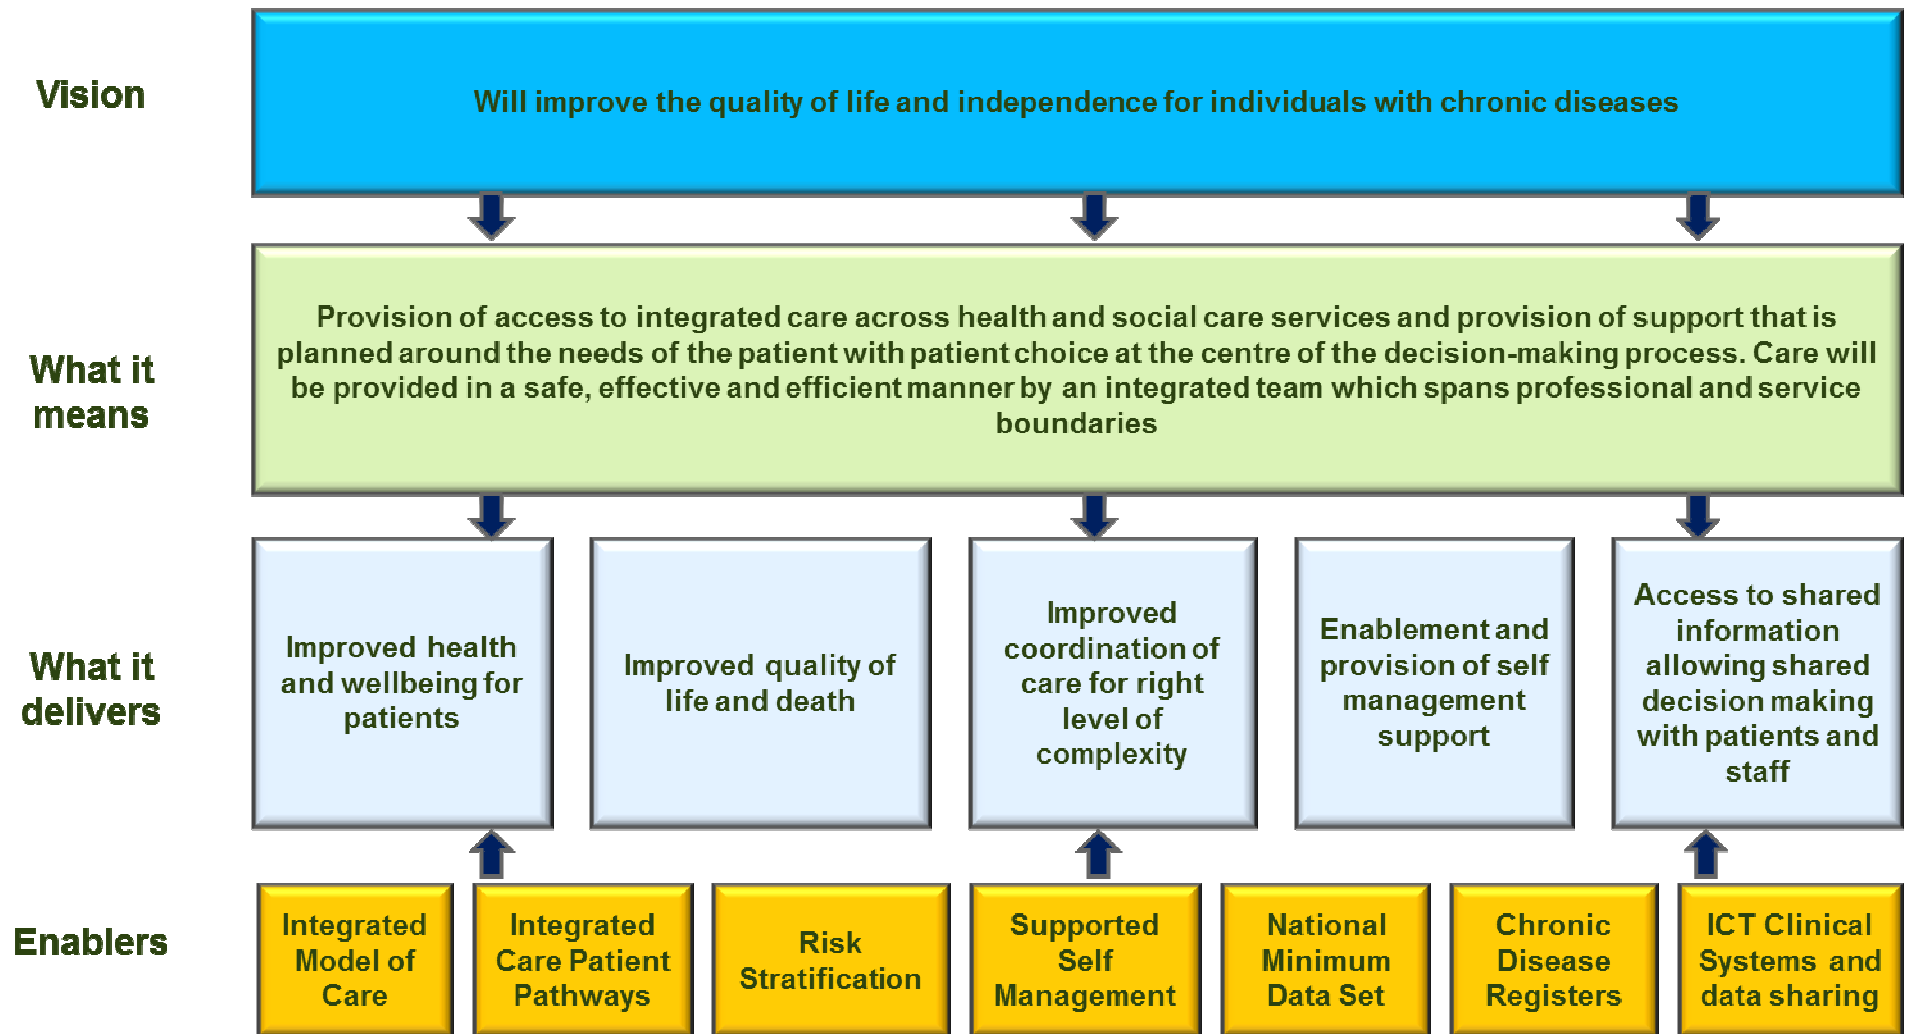 Vision
Will improve the quality of life and independence for individuals with chronic diseases
What it
means
Provision of access to integrated care across health and social care services and provision of support that is
planned around the needs of the patient with patient choice at the centre of the decision-making process. Care will
be provided in a safe, effective and efficient manner by an integrated team which spans professional and service
boundaries
What it
delivers
Improved health
and wellbeing for
patients
Improved quality of
life and death
Improved
coordination of
care for right
level of
complexity
Enablement and
provision of self
management
support
Access to shared
information
allowing shared
decision making
with patients and
staff
Enablers
Integrated
Model of
Care
Integrated
Care Patient
Pathways
Risk
Stratification
Supported
Self
Management
National
Minimum
Data Set
Chronic
Disease
Registers
ICT Clinical
Systems and
data sharing